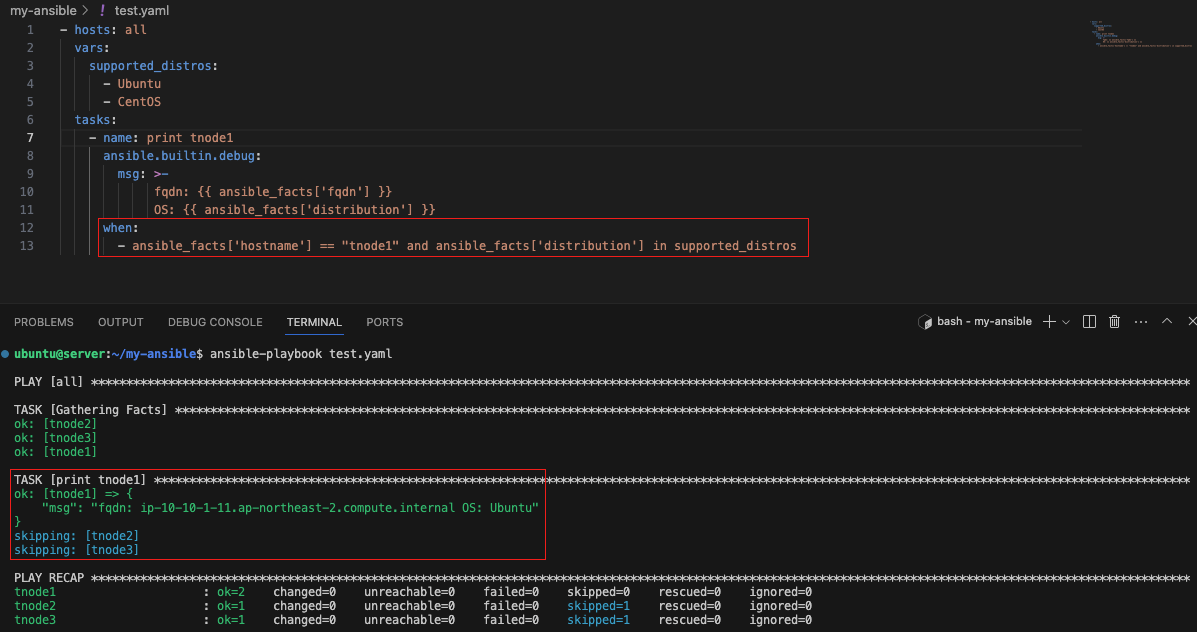 my-ansible > ! test.yaml
1 - hosts: all
2 vars:
3 supported_distros:
4 - Ubuntu
5 - CentOS
6 tasks:
7 - name: print tnode1
8 ansible.builtin.debug:
9 msg: >-
10 fqdn: {{ ansible_facts['fqdn'] }}
11 OS: {{ ansible_facts['distribution'] }}
12 when:
13 - ansible_facts['hostname'] == "tnode1" and ansible_facts['distribution'] in supported_distros
PROBLEMS OUTPUT DEBUG CONSOLE TERMINAL PORTS bash - my-ansible
ubuntu@server:~/my-ansible$ ansible-playbook test.yaml
PLAY [all] ****************************************************************************************************
TASK [Gathering Facts] ****************************************************************************************************
ok: [tnode2]
ok: [tnode3]
ok: [tnode1]
TASK [print tnode1] ****************************************************************************************************
ok: [tnode1] => {
"msg": "fqdn: ip-10-10-1-11.ap-northeast-2.compute.internal OS: Ubuntu"
}
skipping: [tnode2]
skipping: [tnode3]
PLAY RECAP ****************************************************************************************************
tnode1 : ok=2 changed=0 unreachable=0 failed=0 skipped=0 rescued=0 ignored=0
tnode2 : ok=1 changed=0 unreachable=0 failed=0 skipped=1 rescued=0 ignored=0
tnode3 : ok=1 changed=0 unreachable=0 failed=0 skipped=1 rescued=0 ignored=0